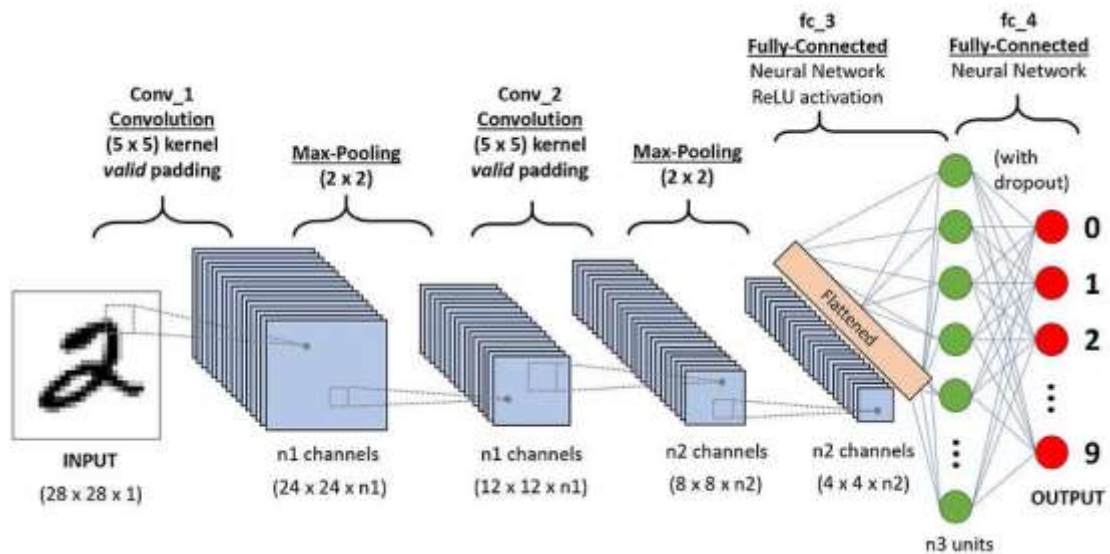 fc_3
Fully-Connected
Neural Network
ReLU activation
fc_4
Fully-Connected
Neural Network
Conv_1
Convolution
(5 x 5) kernel
valid padding
Max-Pooling
(2 x 2)
Conv_2
Convolution
(5 x 5) kernel
valid padding
Max-Pooling
(2 x 2)
(with
dropout)
0
1
2
9
Flattened
INPUT
(28 x 28 x 1)
n1 channels
(24 x 24 x n1)
n1 channels
(12 x 12 x n1)
n2 channels
(8 x 8 x n2)
n2 channels
(4 x 4 x n2)
n3 units
OUTPUT
2